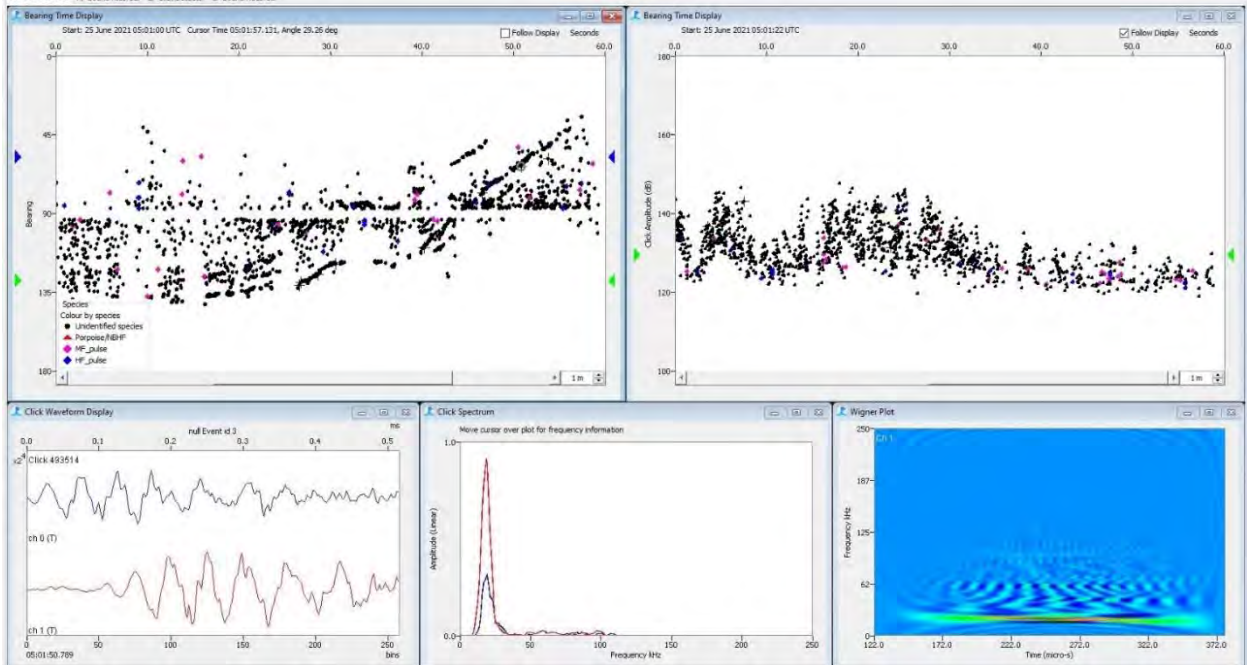 Bearing Time Display
Start: 25 June 2021 05:01:00 UTC Cursor Time 05:01:57.131, Angle 29.26 deg
Follow Display Seconds
0.0 10.0 20.0 30.0 40.0 50.0 60.0
0
45
90
135
180
Bearing
Species
Colour by species
Unidentified species
Porpoise/NBHF
MF_pulse
HF_pulse
1 m
Bearing Time Display
Start: 25 June 2021 05:01:22 UTC
Follow Display Seconds
0.0 10.0 20.0 30.0 40.0 50.0 60.0
180
160
140
120
100
Click Amplitude (dB)
1 m
Click Waveform Display
null Event id 3
ms
0.0 0.1 0.2 0.3 0.4 0.5
x2^4
Click 493514
ch 0 (T)
ch 1 (T)
0 50 100 150 200 250
05:01:50.789
bins
Click Spectrum
Move cursor over plot for frequency information
1.0
0.0
Amplitude (Linear)
0 50 100 150 200 250
Frequency kHz
Wigner Plot
Ch 1
250
187
125
62
0
Frequency kHz
122.0 172.0 222.0 272.0 322.0 372.0
Time (micro-s)